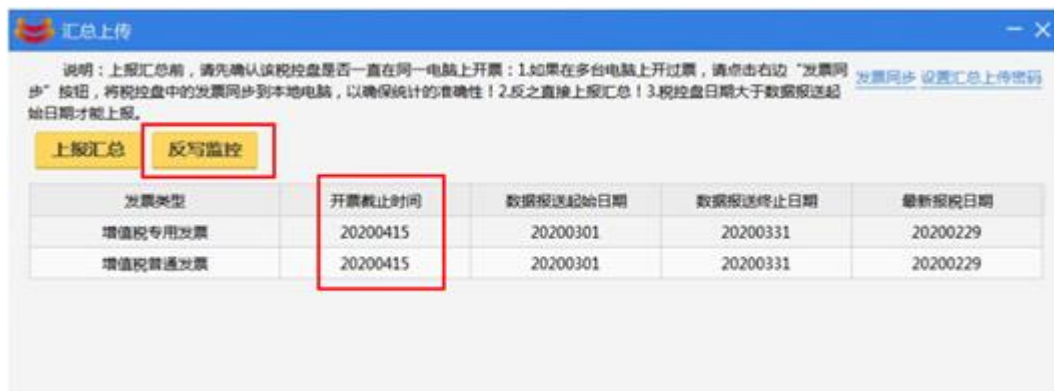 汇总上传
说明：上报汇总前，请先确认该税控盘是否一直在同一电脑上开票：1.如果在多台电脑上开过票，请点击右边“发票同
步”按钮，将税控盘中的发票同步到本地电脑，以确保统计的准确性！2.反之直接上报汇总！3.税控盘日期大于数据报送起
始日期才能上报。
发票同步 设置汇总上传密码
上报汇总 反写监控
发票类型 开票截止时间 数据报送起始日期 数据报送终止日期 最新报税日期
增值税专用发票 20200415 20200301 20200331 20200229
增值税普通发票 20200415 20200301 20200331 20200229